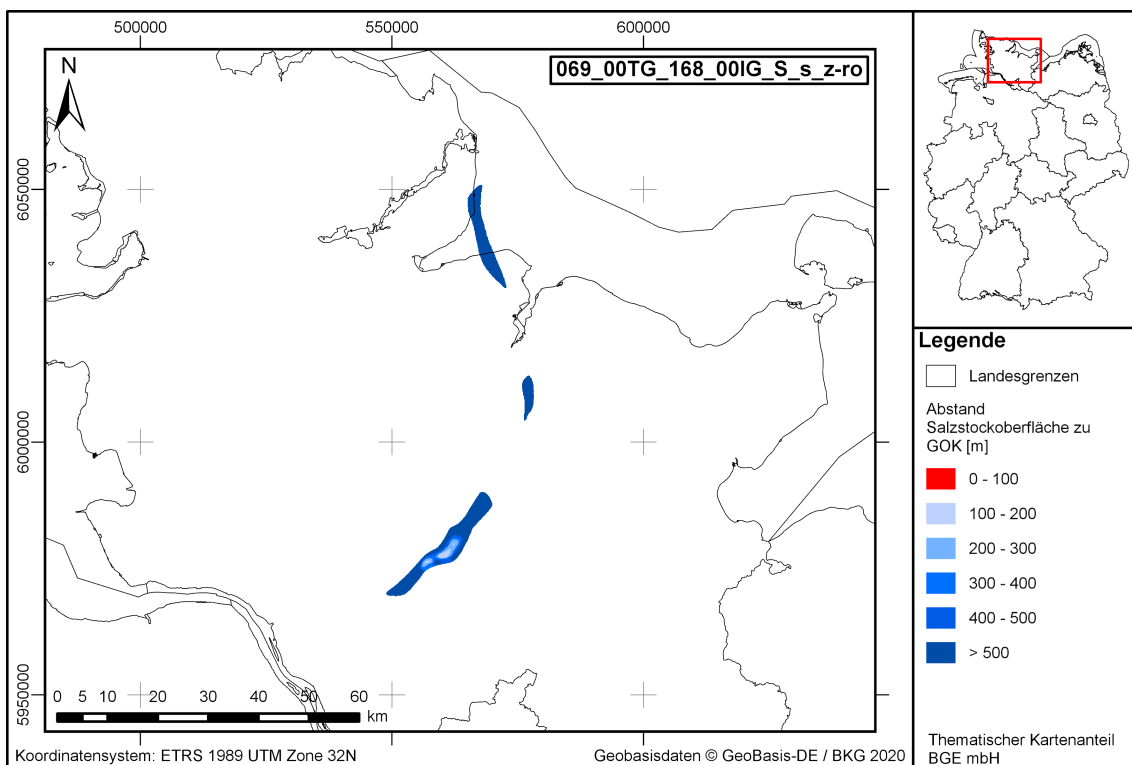 500000
550000
600000
069_00TG_168_00IG_S_s_z-ro
N
6050000
6000000
5950000
0 5 10 20 30 40 50 60
km
Koordinatensystem: ETRS 1989 UTM Zone 32N
Geobasisdaten © GeoBasis-DE / BKG 2020
Legende
Landesgrenzen
Abstand
Salzstockoberfläche zu
GOK [m]
0 - 100
100 - 200
200 - 300
300 - 400
400 - 500
> 500
Thematischer Kartenanteil
BGE mbH